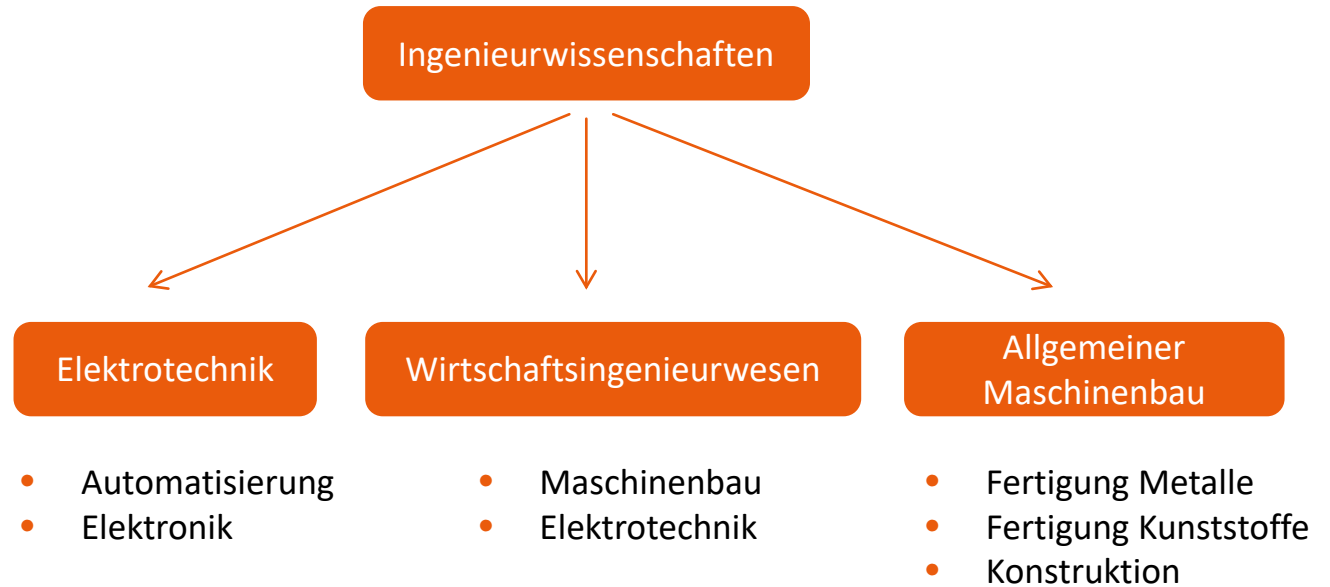 Ingenieurwissenschaften
Elektrotechnik
Wirtschaftsingenieurwesen
Allgemeiner
Maschinenbau
• Automatisierung
• Elektronik
• Maschinenbau
• Elektrotechnik
• Fertigung Metalle
• Fertigung Kunststoffe
• Konstruktion